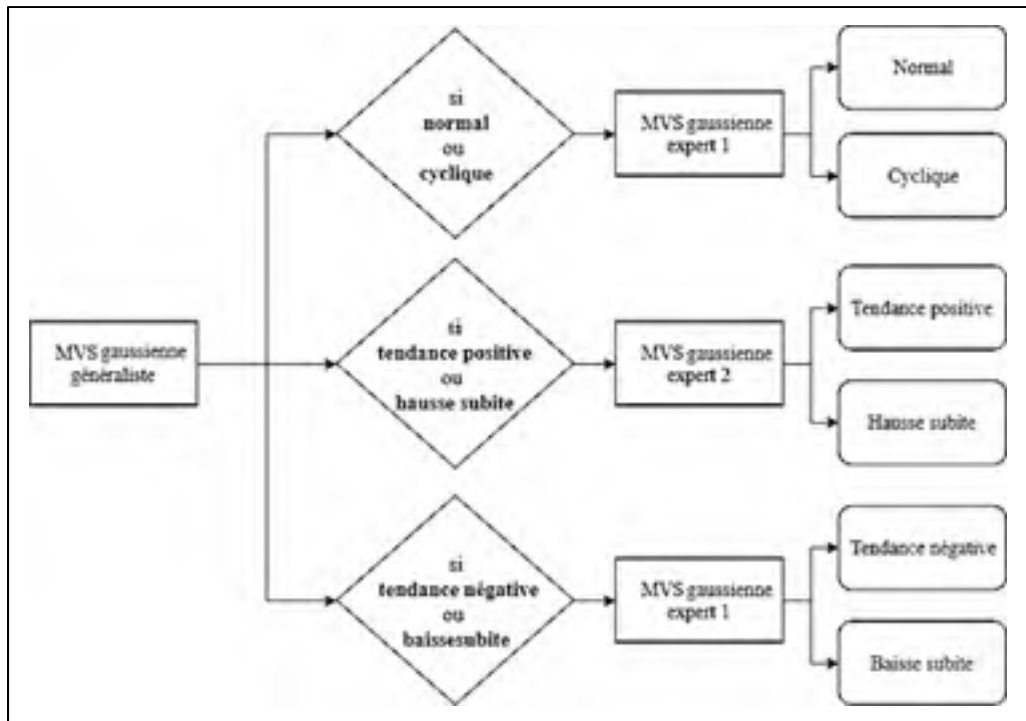 si
normal
ou
cyclique
MVS gaussienne
expert 1
Normal
Cyclique
MVS gaussienne
généraliste
si
tendance positive
ou
hausse subite
MVS gaussienne
expert 2
Tendance positive
Hausse subite
si
tendance négative
ou
baissesubite
MVS gaussienne
expert 1
Tendance négative
Baisse subite